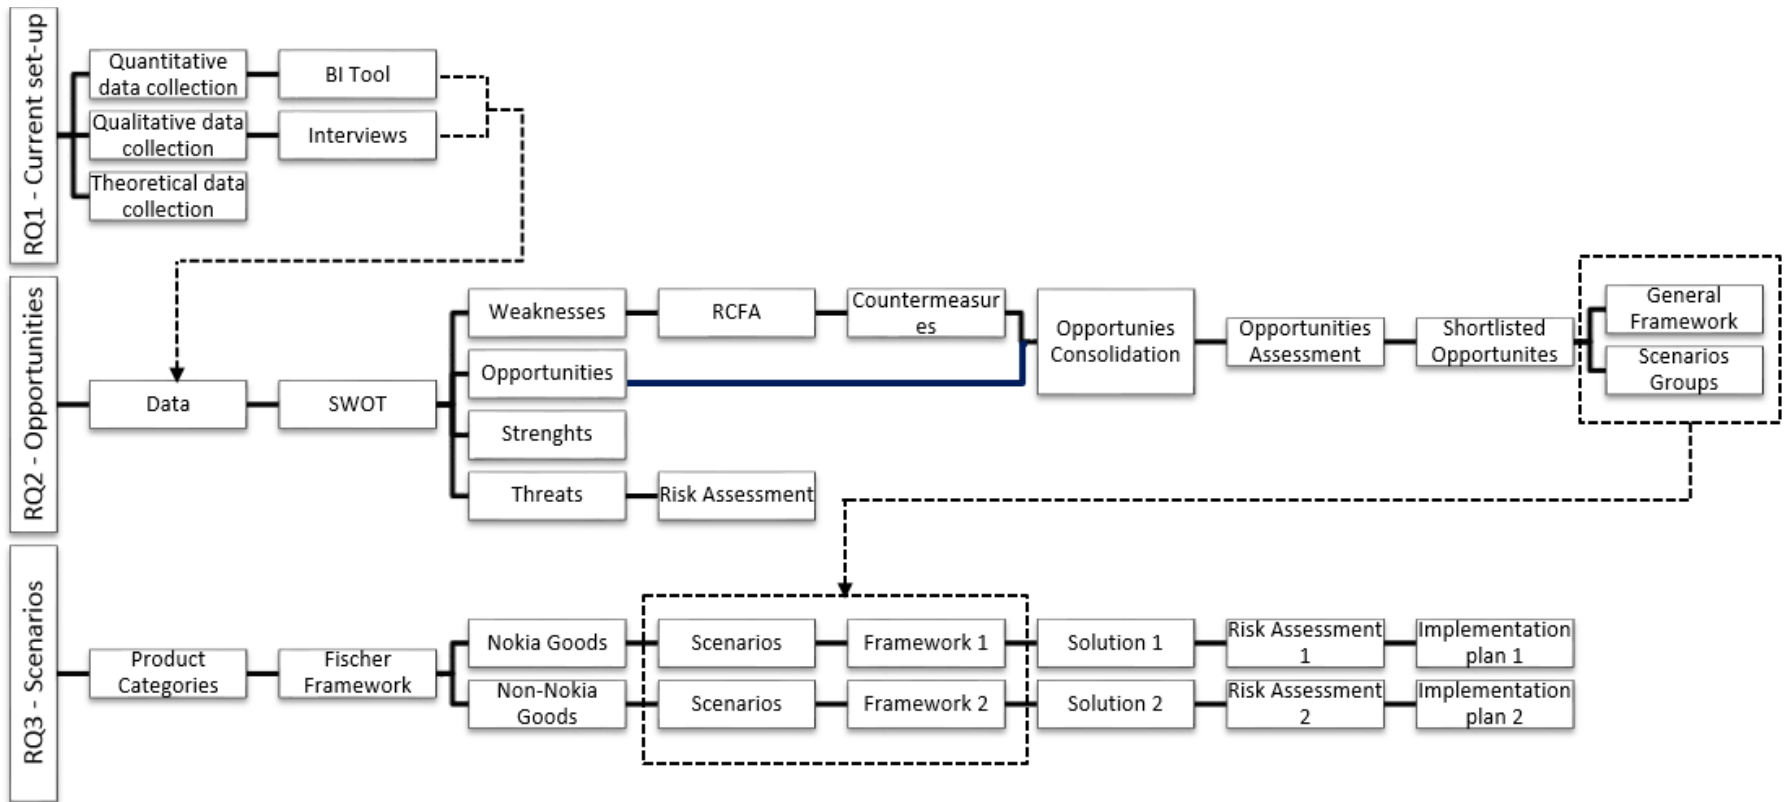 RQ1 - Current set-up
Quantitative
data collection
BI Tool
Qualitative data
collection
Interviews
Theoretical data
collection
RQ2 - Opportunities
Data
SWOT
Weaknesses
RCFA
Countermeasur
es
Opportunities
Strenghts
Threats
Risk Assessment
Opportunies
Consolidation
Opportunities
Assessment
Shortlisted
Opportunites
General
Framework
Scenarios
Groups
RQ3 - Scenarios
Product
Categories
Fischer
Framework
Nokia Goods
Scenarios
Framework 1
Solution 1
Risk Assessment
1
Implementation
plan 1
Non-Nokia
Goods
Scenarios
Framework 2
Solution 2
Risk Assessment
2
Implementation
plan 2